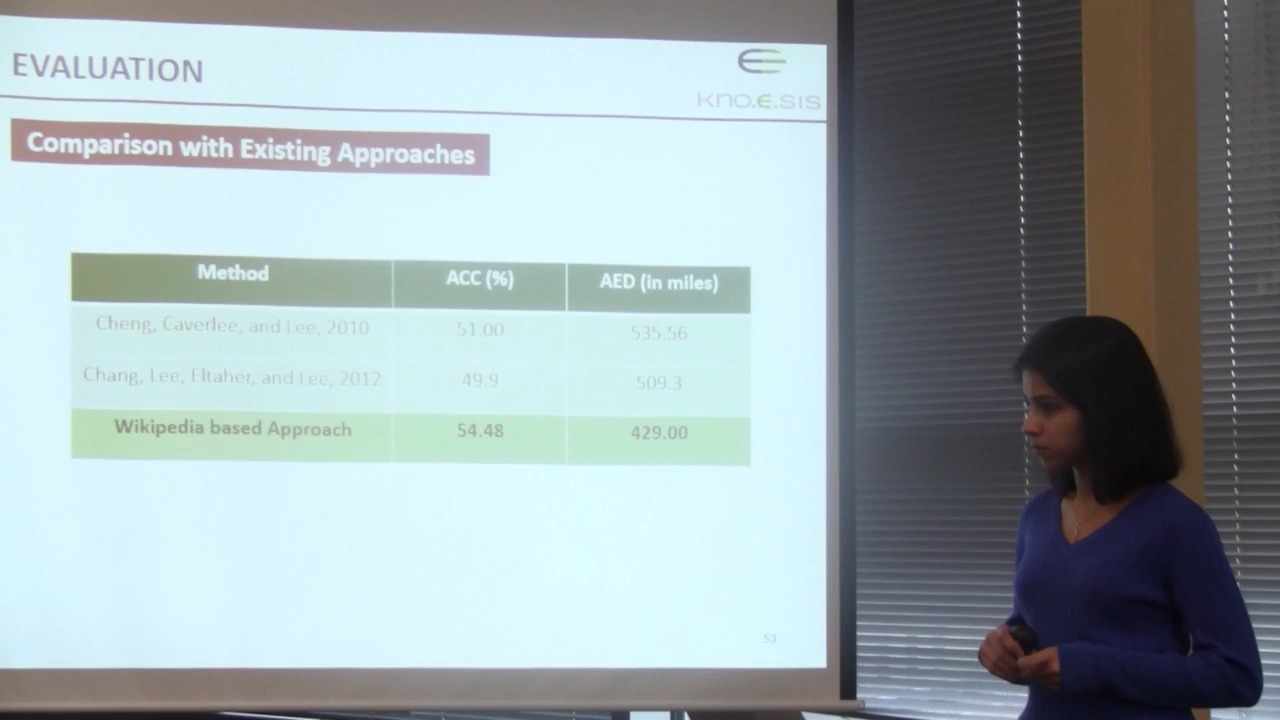 EVALUATION
kno.e.sis
Comparison with Existing Approaches
Method ACC (%) AED (in miles)
Cheng, Caverlee, and Lee, 2010 51.00 535.56
Chang, Lee, Eltaher, and Lee, 2012 49.9 509.3
Wikipedia based Approach 54.48 429.00
53